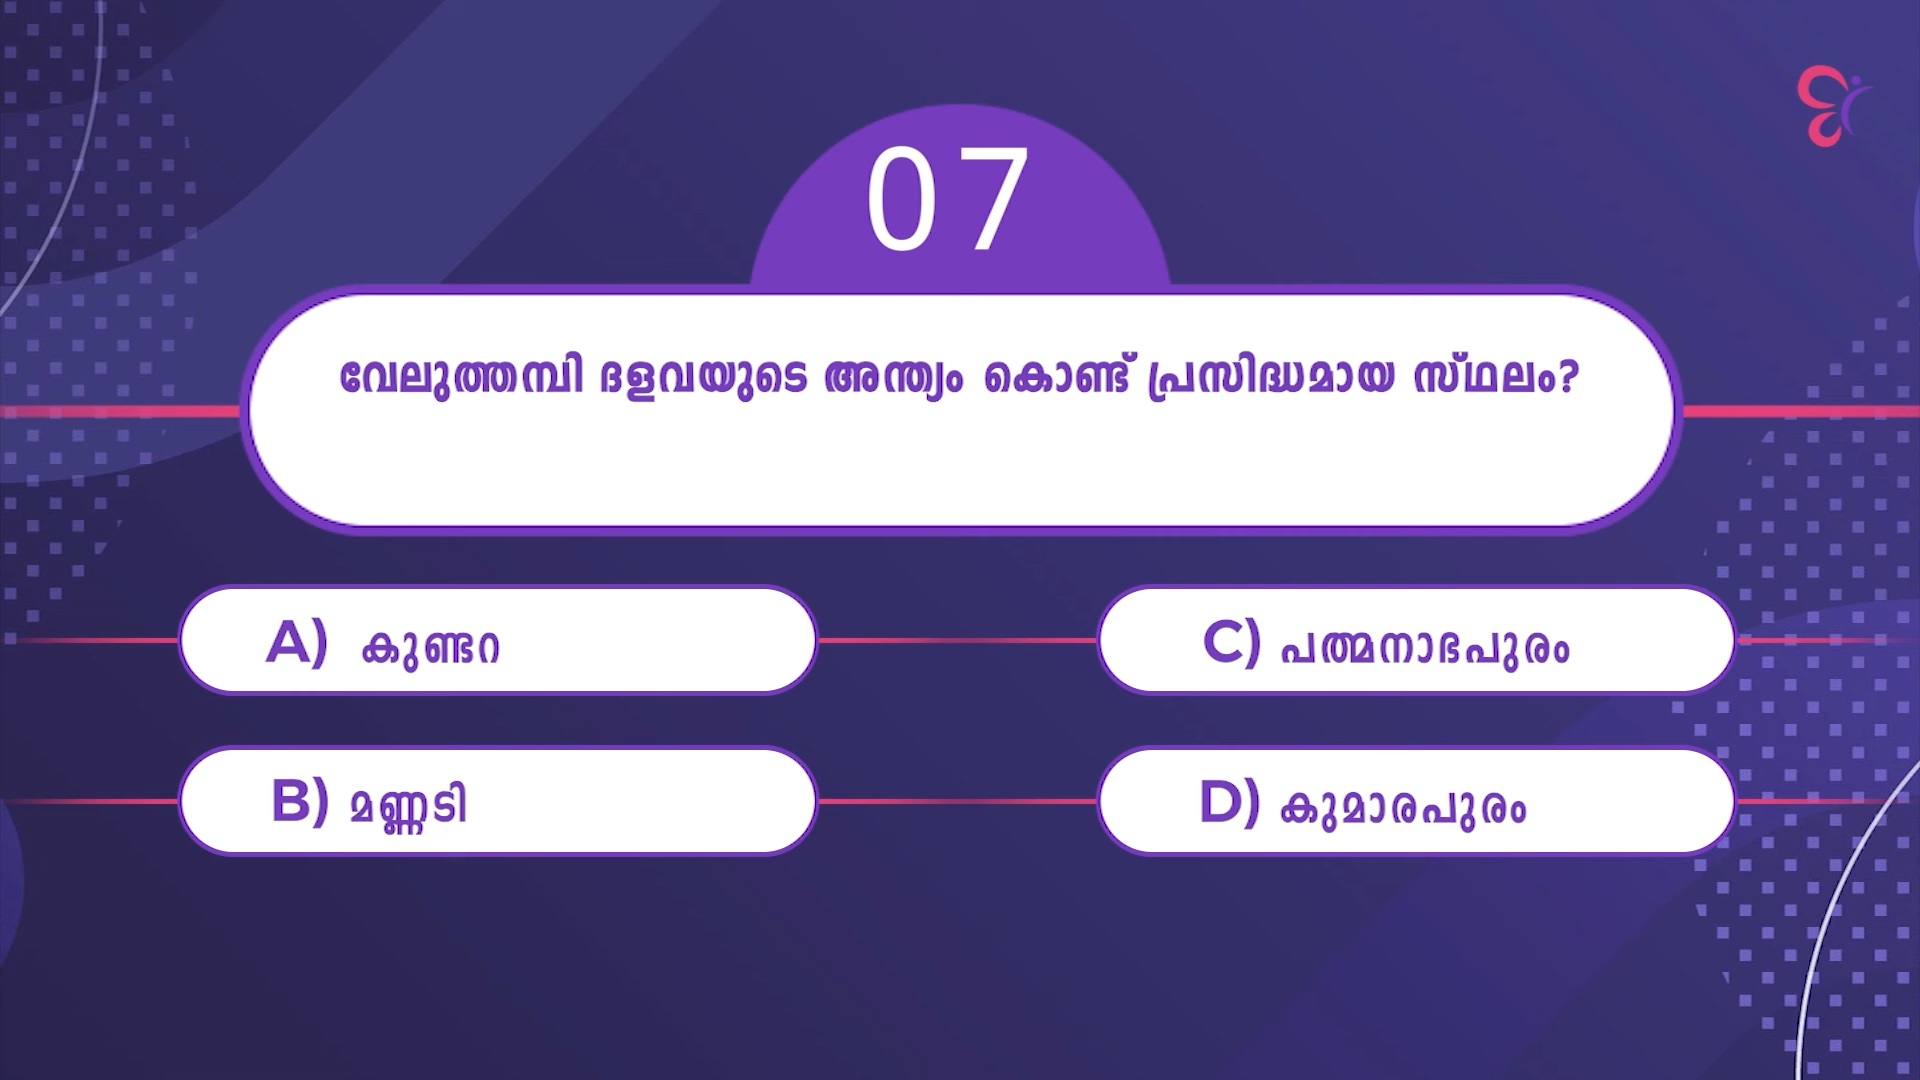 07
വേലുത്തമ്പി ദളവയുടെ അന്ത്യം കൊണ്ട് പ്രസിദ്ധമായ സ്ഥലം?
A) കുണ്ടറ
C) പത്മനാഭപുരം
B) മണ്ണടി
D) കുമാരപുരം